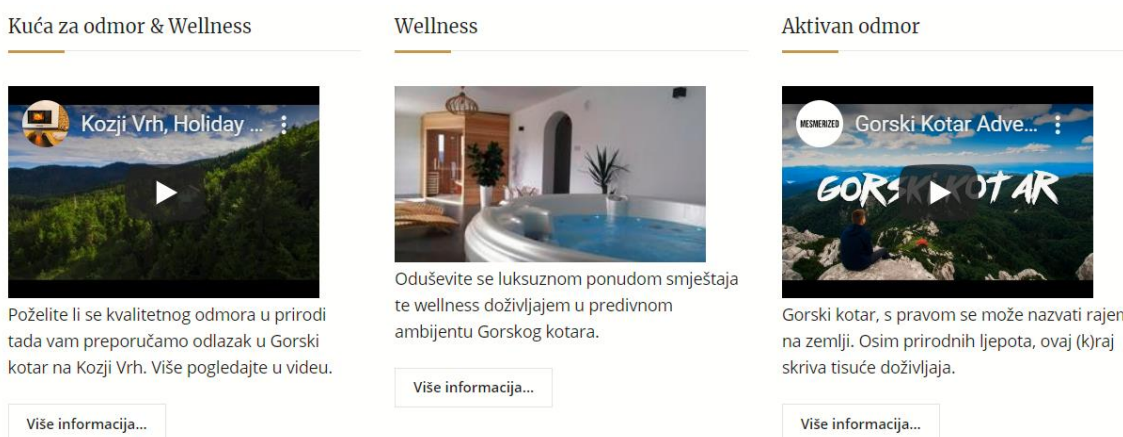 Kuća za odmor & Wellness
Kozji Vrh, Holiday ...
Poželite li se kvalitetnog odmora u prirodi
tada vam preporučamo odlazak u Gorski
kotar na Kozji Vrh. Više pogledajte u videu.
Više informacija...
Wellness
Oduševite se luksuznom ponudom smještaja
te wellness doživljajem u predivnom
ambijentu Gorskog kotara.
Više informacija...
Aktivan odmor
MESMERIZED
Gorski Kotar Adve...
GORSKI KOTAR
Gorski kotar, s pravom se može nazvati rajem
na zemlji. Osim prirodnih ljepota, ovaj (k)raj
skriva tisuće doživljaja.
Više informacija...